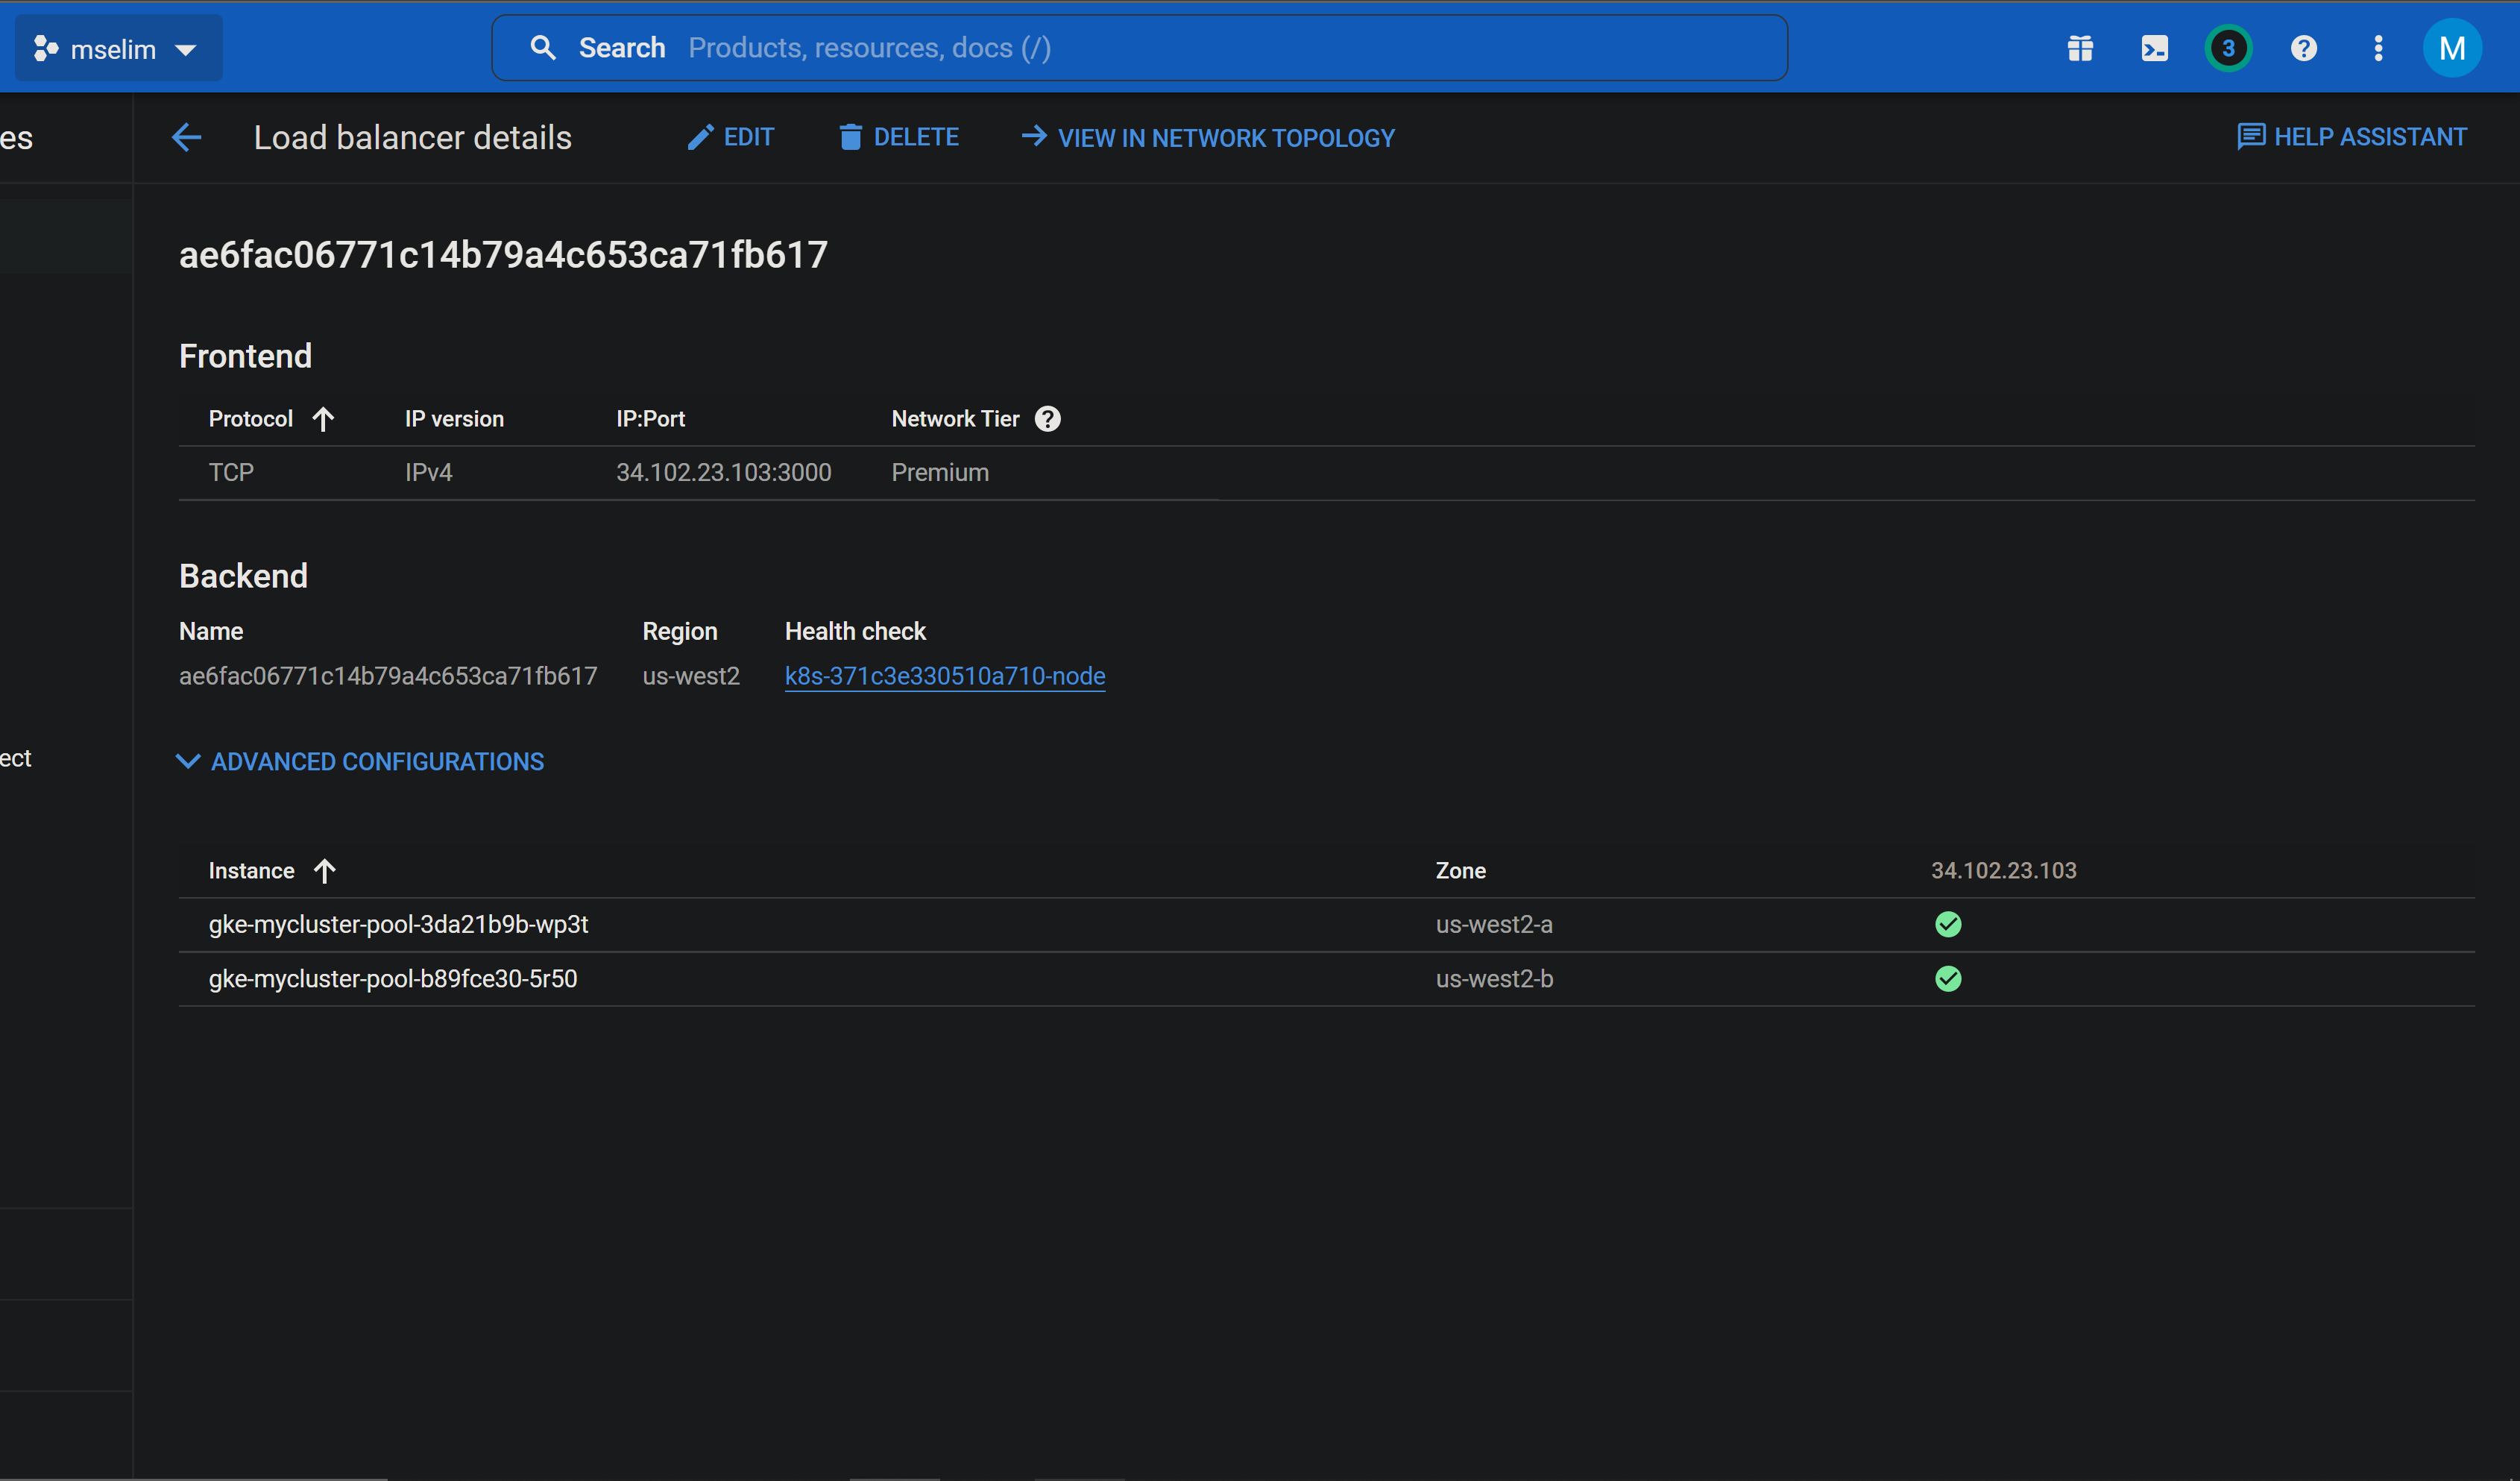 mselim
Search Products, resources, docs (/)
3
M
es
Load balancer details
EDIT
DELETE
VIEW IN NETWORK TOPOLOGY
HELP ASSISTANT
ae6fac06771c14b79a4c653ca71fb617
Frontend
Protocol IP version IP:Port Network Tier
TCP IPv4 34.102.23.103:3000 Premium
Backend
Name Region Health check
ae6fac06771c14b79a4c653ca71fb617 us-west2 k8s-371c3e330510a710-node
ect
ADVANCED CONFIGURATIONS
Instance Zone 34.102.23.103
gke-mycluster-pool-3da21b9b-wp3t us-west2-a
gke-mycluster-pool-b89fce30-5r50 us-west2-b